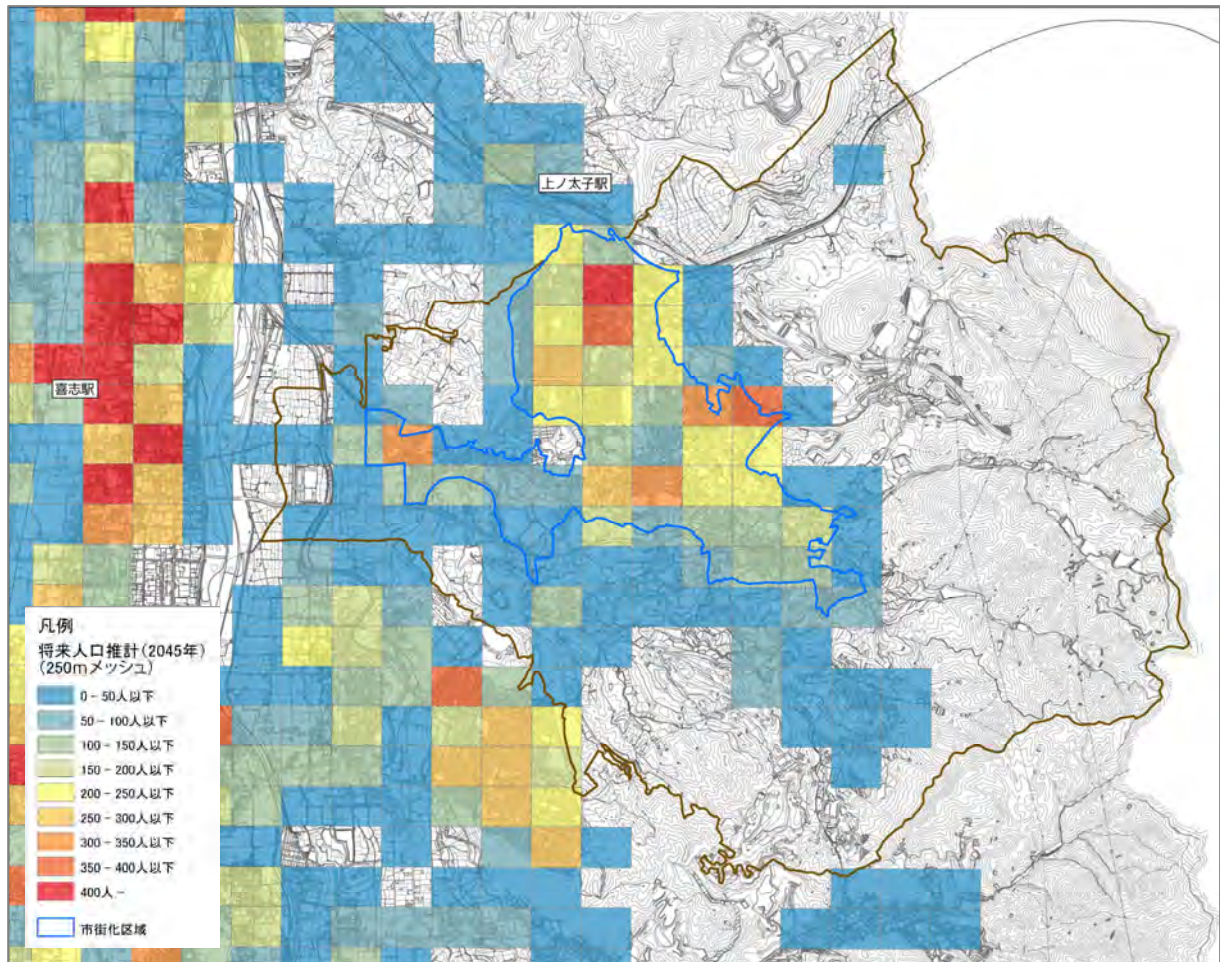 上ノ太子駅
喜志駅
凡例
将来人口推計(2045年)
(250mメッシュ)
0-50人以下
50-100人以下
100-150人以下
150-200人以下
200-250人以下
250-300人以下
300-350人以下
350-400人以下
400人-
市街化区域